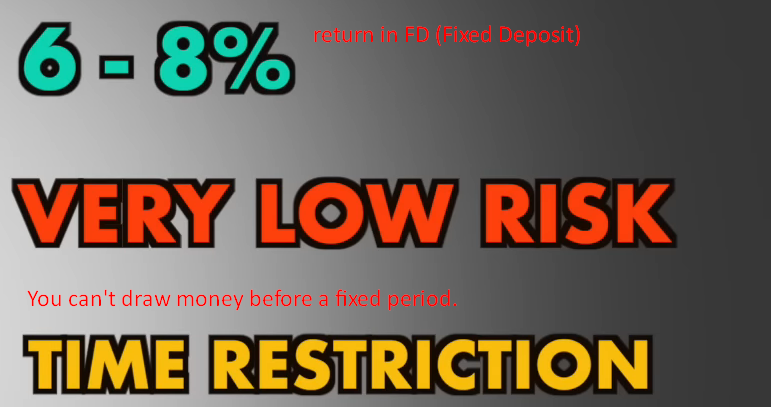 6 - 8% return in FD (Fixed Deposit)
VERY LOW RISK
You can't draw money before a fixed period.
TIME RESTRICTION